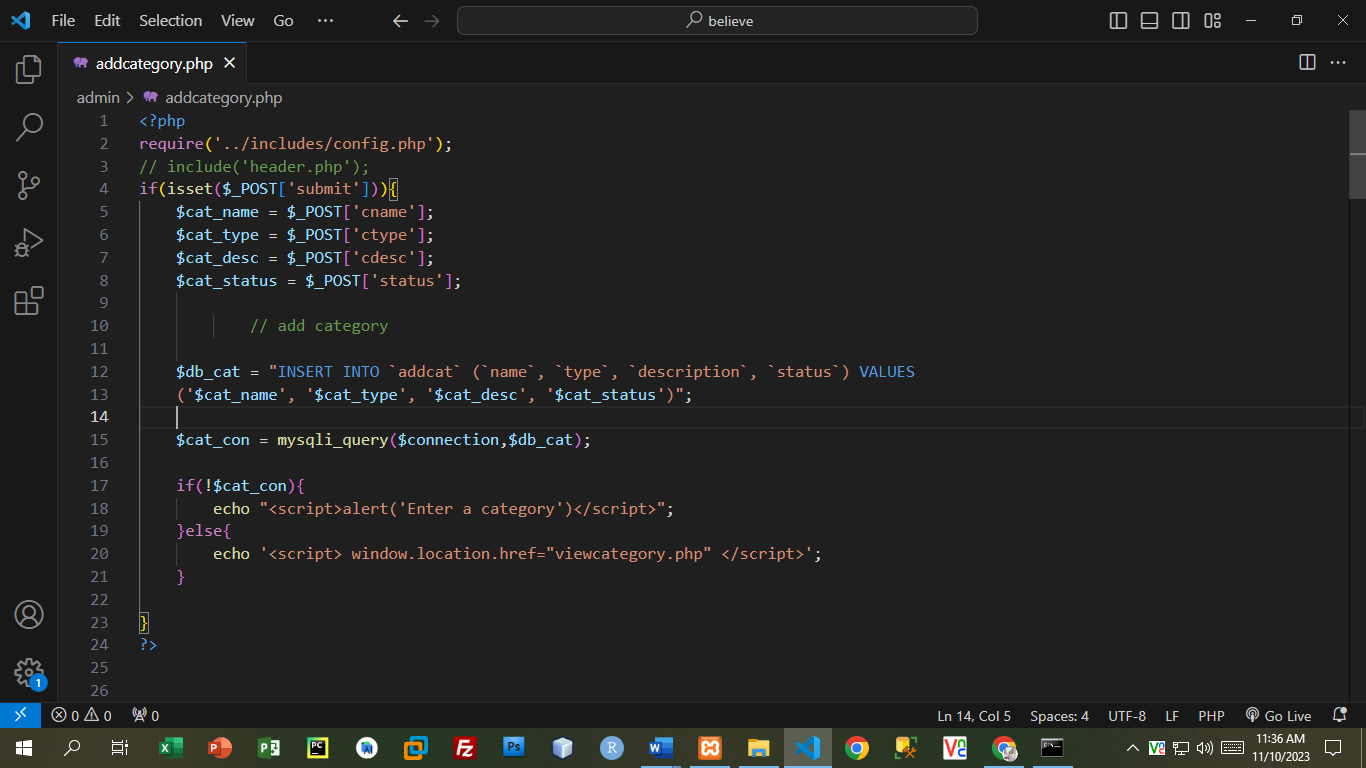 File Edit Selection View Go ··· believe
addcategory.php
admin > addcategory.php
1 <?php
2 require('../includes/config.php');
3 // include('header.php');
4 if(isset($_POST['submit'])){
5 $cat_name = $_POST['cname'];
6 $cat_type = $_POST['ctype'];
7 $cat_desc = $_POST['cdesc'];
8 $cat_status = $_POST['status'];
9
10 // add category
11
12 $db_cat = "INSERT INTO `addcat` (`name`, `type`, `description`, `status`) VALUES
13 ('$cat_name', '$cat_type', '$cat_desc', '$cat_status')";
14
15 $cat_con = mysqli_query($connection,$db_cat);
16
17 if(!$cat_con){
18 echo "<script>alert('Enter a category')</script>";
19 }else{
20 echo '<script> window.location.href="viewcategory.php" </script>';
21 }
22
23 }
24 ?>
25
26
1
0 0 0 Ln 14, Col 5 Spaces: 4 UTF-8 LF PHP Go Live
11:36 AM
11/10/2023